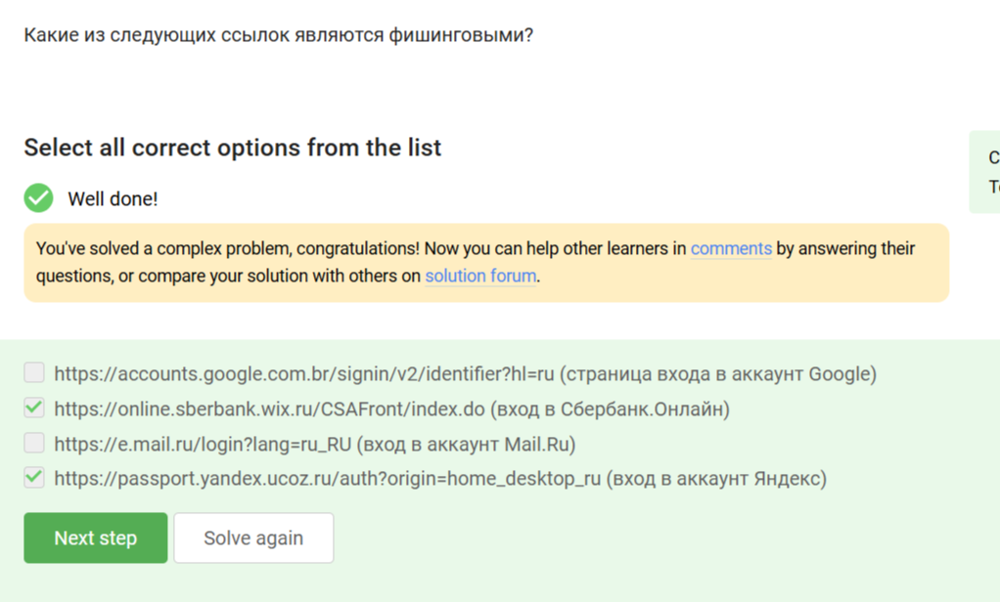 Какие из следующих ссылок являются фишинговыми?
Select all correct options from the list
Well done!
You've solved a complex problem, congratulations! Now you can help other learners in comments by answering their
questions, or compare your solution with others on solution forum.
https://accounts.google.com.br/signin/v2/identifier?hl=ru (страница входа в аккаунт Google)
https://online.sberbank.wix.ru/CSAFront/index.do (вход в Сбербанк.Онлайн)
https://e.mail.ru/login?lang=ru_RU (вход в аккаунт Mail.Ru)
https://passport.yandex.ucoz.ru/auth?origin=home_desktop_ru (вход в аккаунт Яндекс)
Next step
Solve again